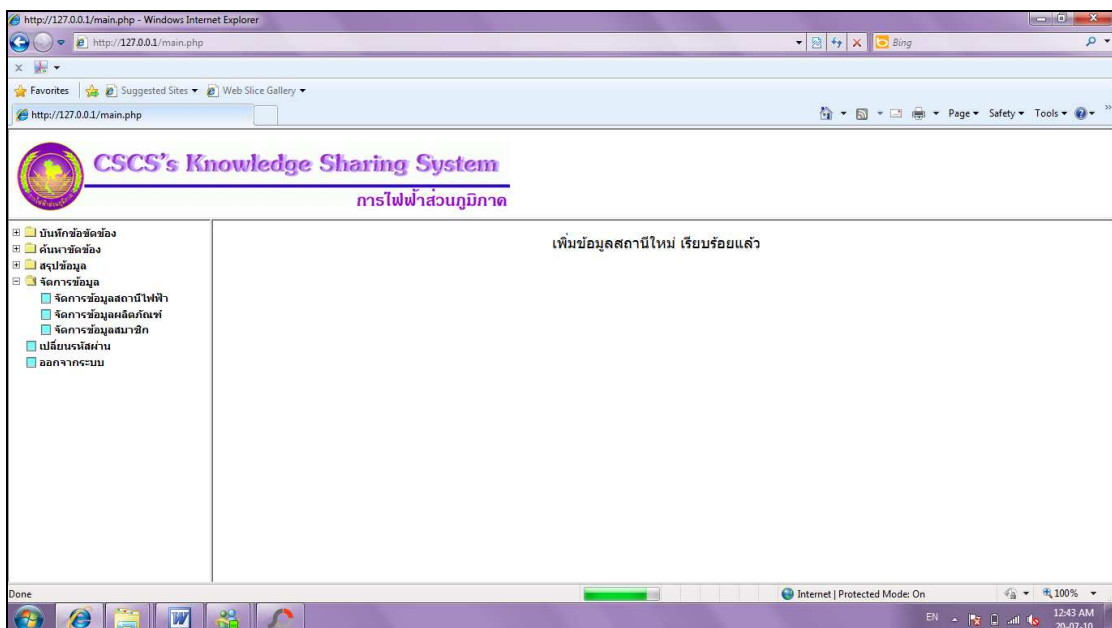 http://127.0.0.1/main.php - Windows Internet Explorer
http://127.0.0.1/main.php
Bing
x
Favorites Suggested Sites Web Slice Gallery
http://127.0.0.1/main.php
Page Safety Tools
CSCS's Knowledge Sharing System
การไฟฟ้าส่วนภูมิภาค
บันทึกข้อขัดข้อง
ค้นหาขัดข้อง
สรุปข้อมูล
จัดการข้อมูล
จัดการข้อมูลสถานีไฟฟ้า
จัดการข้อมูลผลิตภัณฑ์
จัดการข้อมูลสมาชิก
เปลี่ยนรหัสผ่าน
ออกจากระบบ
เพิ่มข้อมูลสถานีใหม่ เรียบร้อยแล้ว
Done
Internet | Protected Mode: On
100%
EN
12:43 AM
20-07-10